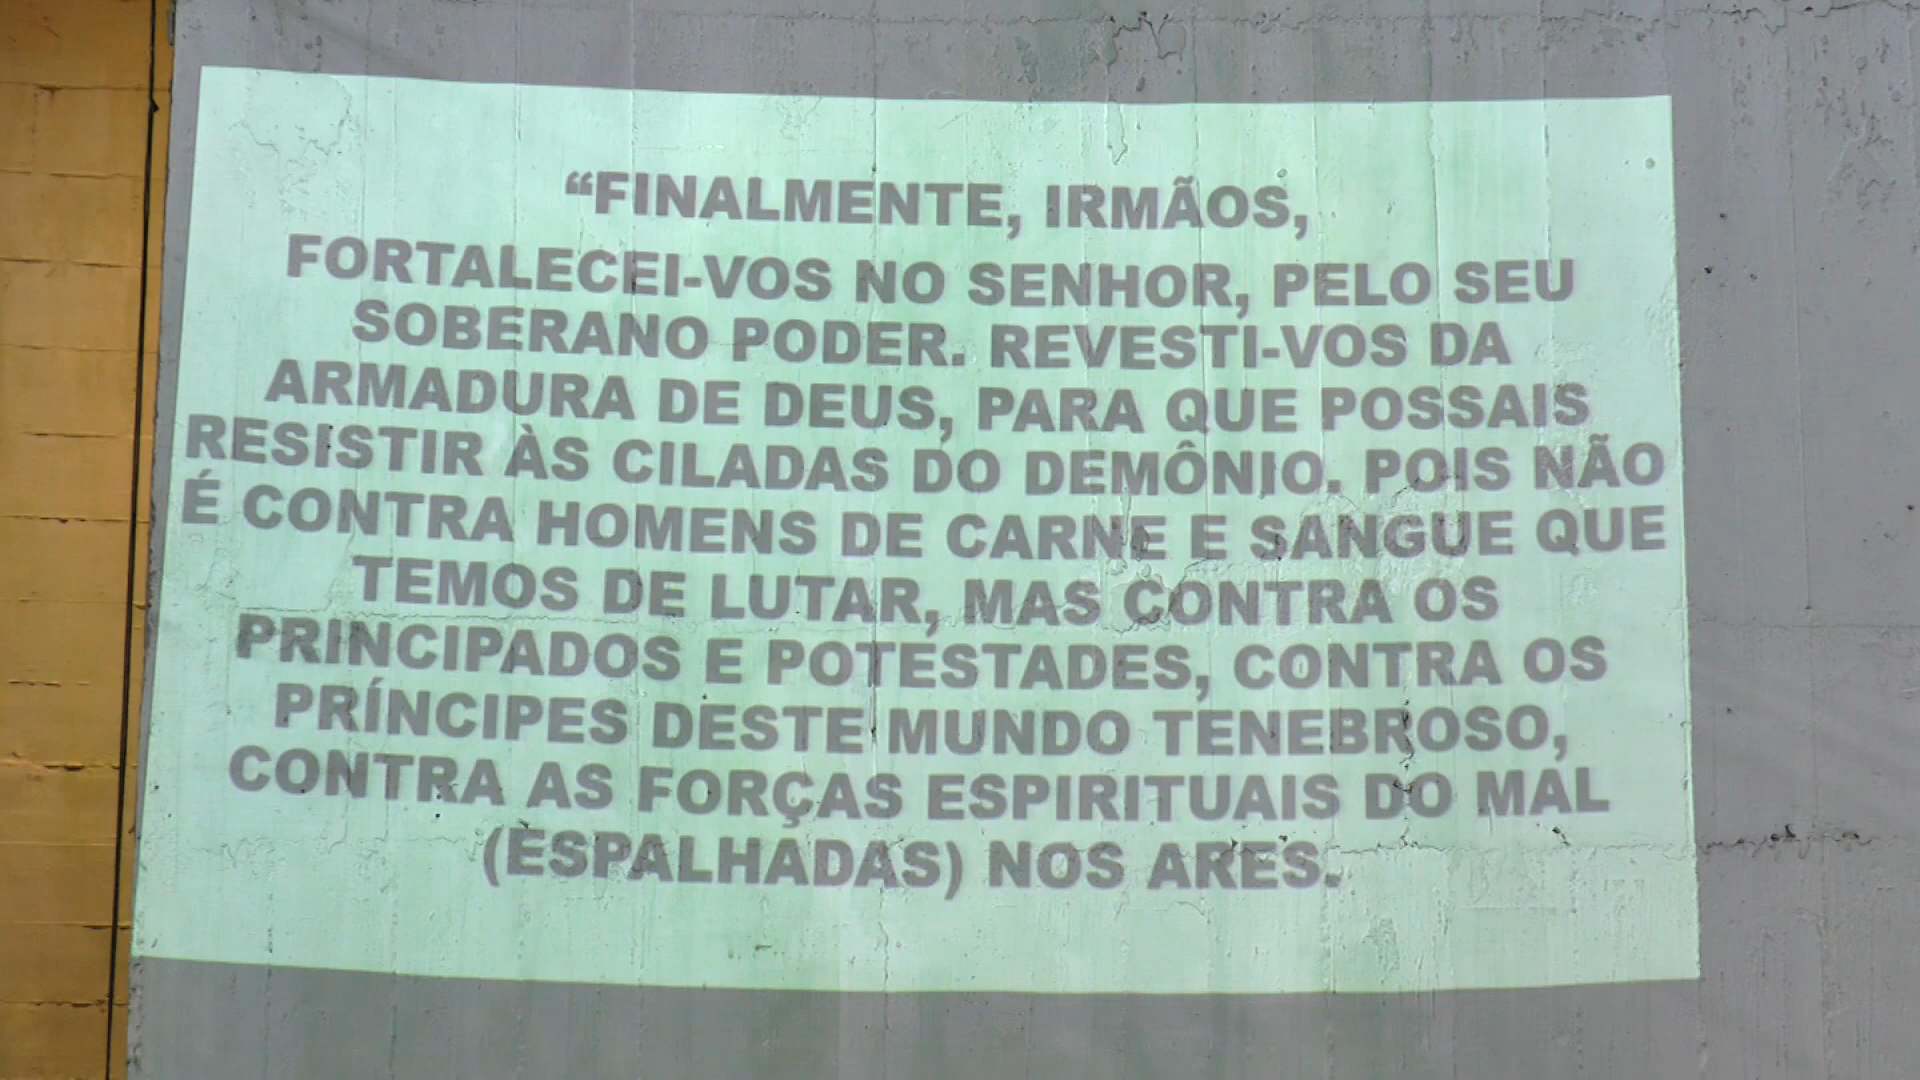 “FINALMENTE, IRMÃOS,
FORTALECEI-VOS NO SENHOR, PELO SEU
SOBERANO PODER. REVESTI-VOS DA
ARMADURA DE DEUS, PARA QUE POSSAIS
RESISTIR ÀS CILADAS DO DEMÔNIO. POIS NÃO
É CONTRA HOMENS DE CARNE E SANGUE QUE
TEMOS DE LUTAR, MAS CONTRA OS
PRINCIPADOS E POTESTADES, CONTRA OS
PRÍNCIPES DESTE MUNDO TENEBROSO,
CONTRA AS FORÇAS ESPIRITUAIS DO MAL
(ESPALHADAS) NOS ARES.